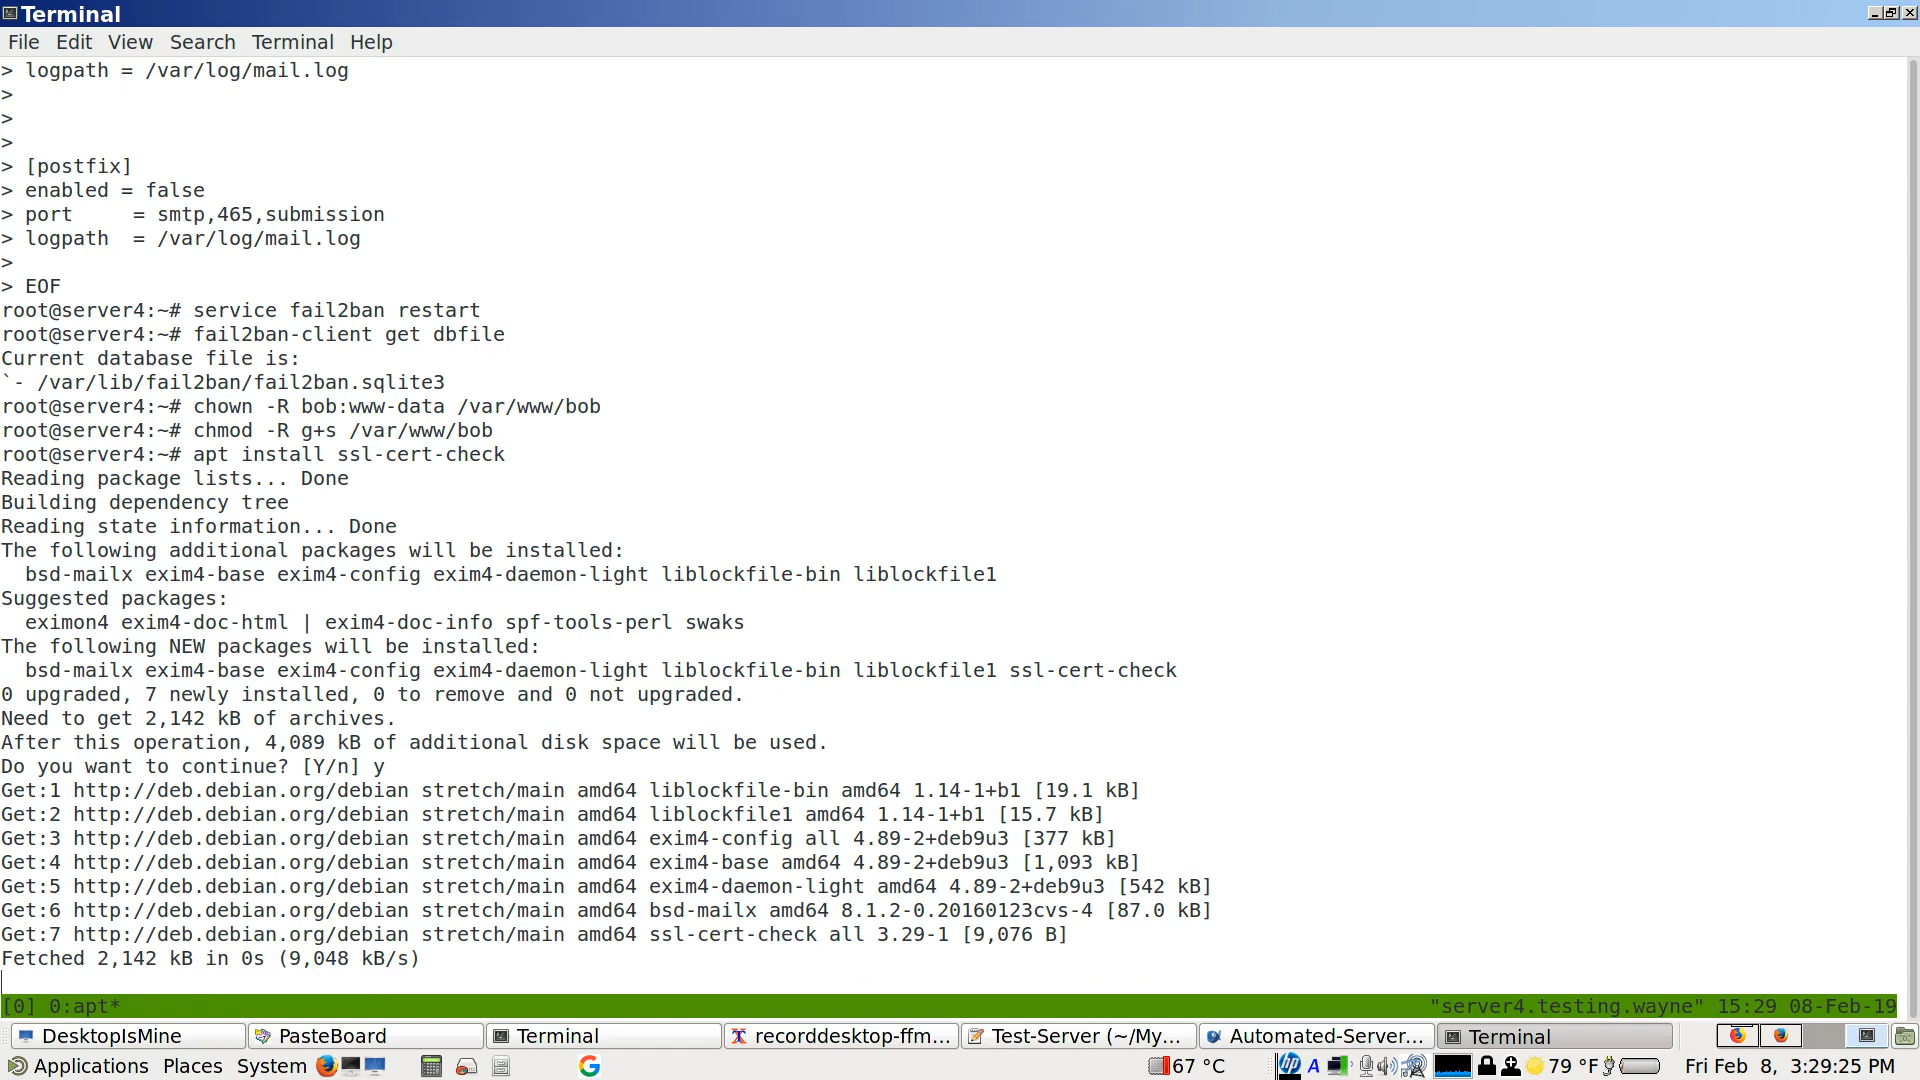 Terminal
File Edit View Search Terminal Help
> logpath = /var/log/mail.log
>
>
>
> [postfix]
> enabled = false
> port     = smtp,465,submission
> logpath  = /var/log/mail.log
>
> EOF
root@server4:~# service fail2ban restart
root@server4:~# fail2ban-client get dbfile
Current database file is:
`- /var/lib/fail2ban/fail2ban.sqlite3
root@server4:~# chown -R bob:www-data /var/www/bob
root@server4:~# chmod -R g+s /var/www/bob
root@server4:~# apt install ssl-cert-check
Reading package lists... Done
Building dependency tree
Reading state information... Done
The following additional packages will be installed:
  bsd-mailx exim4-base exim4-config exim4-daemon-light liblockfile-bin liblockfile1
Suggested packages:
  eximon4 exim4-doc-html | exim4-doc-info spf-tools-perl swaks
The following NEW packages will be installed:
  bsd-mailx exim4-base exim4-config exim4-daemon-light liblockfile-bin liblockfile1 ssl-cert-check
0 upgraded, 7 newly installed, 0 to remove and 0 not upgraded.
Need to get 2,142 kB of archives.
After this operation, 4,089 kB of additional disk space will be used.
Do you want to continue? [Y/n] y
Get:1 http://deb.debian.org/debian stretch/main amd64 liblockfile-bin amd64 1.14-1+b1 [19.1 kB]
Get:2 http://deb.debian.org/debian stretch/main amd64 liblockfile1 amd64 1.14-1+b1 [15.7 kB]
Get:3 http://deb.debian.org/debian stretch/main amd64 exim4-config all 4.89-2+deb9u3 [377 kB]
Get:4 http://deb.debian.org/debian stretch/main amd64 exim4-base amd64 4.89-2+deb9u3 [1,093 kB]
Get:5 http://deb.debian.org/debian stretch/main amd64 exim4-daemon-light amd64 4.89-2+deb9u3 [542 kB]
Get:6 http://deb.debian.org/debian stretch/main amd64 bsd-mailx amd64 8.1.2-0.20160123cvs-4 [87.0 kB]
Get:7 http://deb.debian.org/debian stretch/main amd64 ssl-cert-check all 3.29-1 [9,076 B]
Fetched 2,142 kB in 0s (9,048 kB/s)
[0] 0:apt* "server4.testing.wayne" 15:29 08-Feb-19
DesktopIsMine PasteBoard Terminal recorddesktop-ffm... Test-Server (~/My... Automated-Server... Terminal
Applications Places System G 67 °C hp A 79 °F Fri Feb 8, 3:29:25 PM